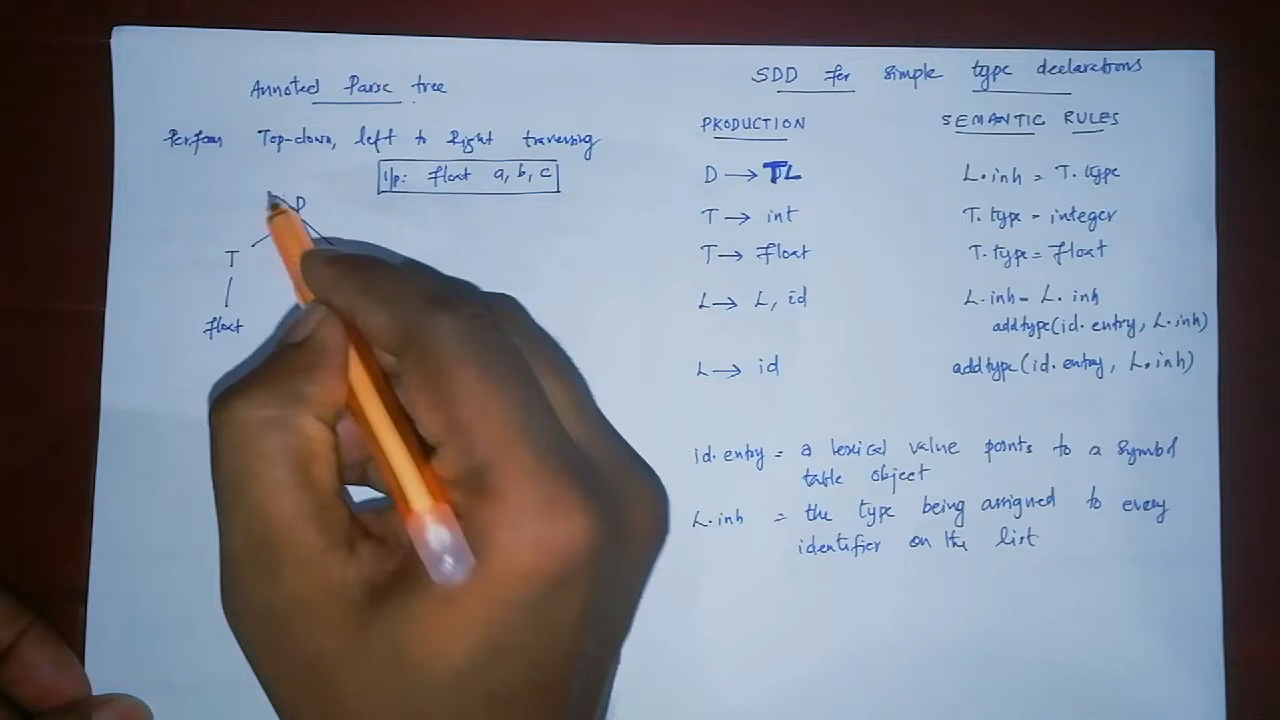 Annoted Parse tree
Perfom Top-down, left to Right traversing
i/p: float a, b, c
D
T
float
SDD for simple type declarations
PRODUCTION SEMANTIC RULES
D → TL L.inh = T.type
T → int T.type = integer
T → float T.type = float
L → L, id L.inh = L.inh
addtype(id.entry, L.inh)
L → id addtype(id.entry, L.inh)
id.entry = a lexical value points to a symbol
table object
L.inh = the type being assigned to every
identifier on the list